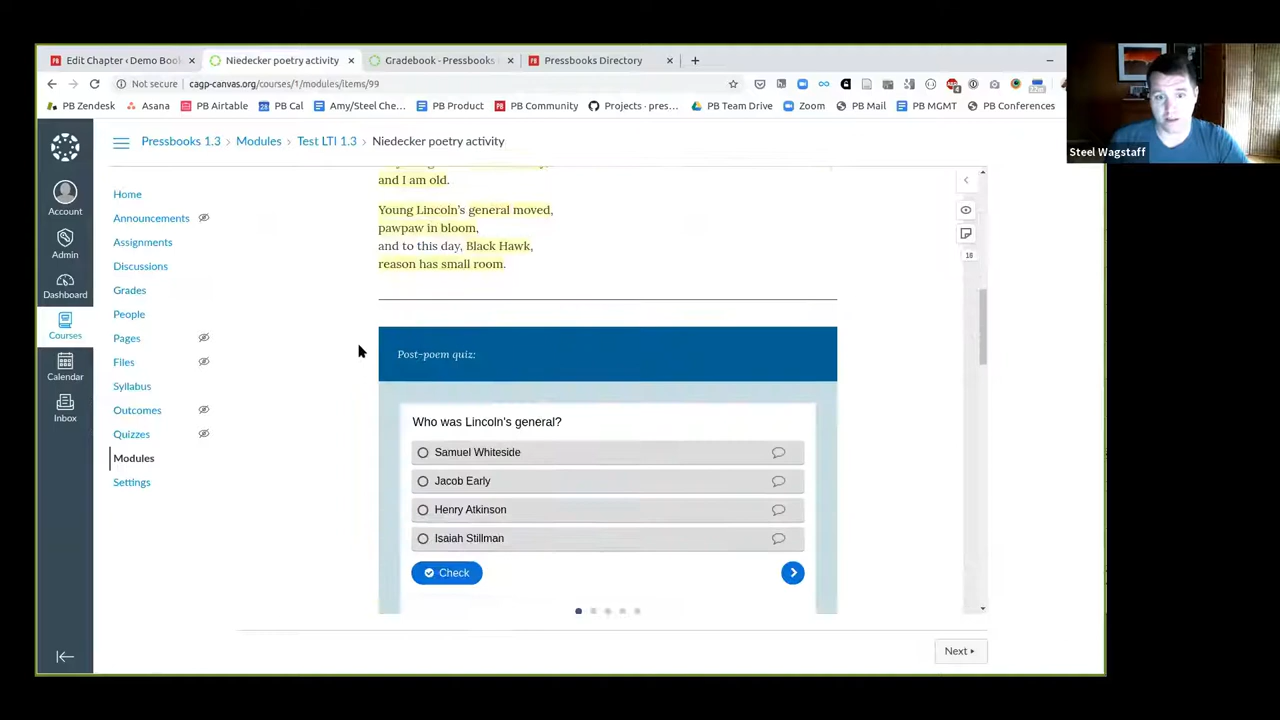 Edit Chapter ‹ Demo Boo
Niedecker poetry activity
Gradebook - Pressbooks
Pressbooks Directory
Not secure
cagp-canvas.org/courses/1/modules/items/99
PB Zendesk
Asana
PB Airtable
PB Cal
Amy/Steel Che...
PB Product
PB Community
Projects · pres...
PB Team Drive
Zoom
PB Mail
PB MGMT
PB Conferences
Steel Wagstaff
Pressbooks 1.3 › Modules › Test LTI 1.3 › Niedecker poetry activity
Account
Admin
Dashboard
Courses
Calendar
Inbox
Home
Announcements
Assignments
Discussions
Grades
People
Pages
Files
Syllabus
Outcomes
Quizzes
Modules
Settings
and I am old.
Young Lincoln's general moved,
pawpaw in bloom,
and to this day, Black Hawk,
reason has small room.
18
Post-poem quiz:
Who was Lincoln's general?
Samuel Whiteside
Jacob Early
Henry Atkinson
Isaiah Stillman
Check
Next